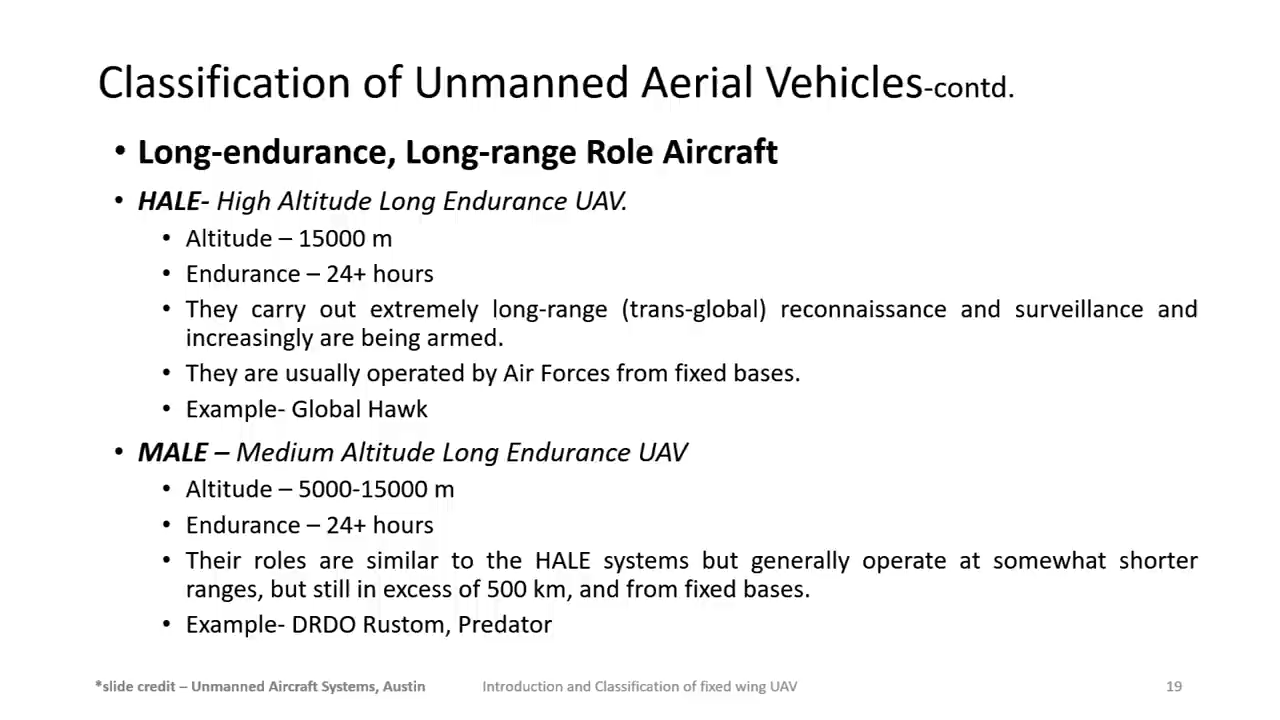 Classification of Unmanned Aerial Vehicles-contd.
• Long-endurance, Long-range Role Aircraft
• HALE- High Altitude Long Endurance UAV.
• Altitude – 15000 m
• Endurance – 24+ hours
• They carry out extremely long-range (trans-global) reconnaissance and surveillance and
increasingly are being armed.
• They are usually operated by Air Forces from fixed bases.
• Example- Global Hawk
• MALE – Medium Altitude Long Endurance UAV
• Altitude – 5000-15000 m
• Endurance – 24+ hours
• Their roles are similar to the HALE systems but generally operate at somewhat shorter
ranges, but still in excess of 500 km, and from fixed bases.
• Example- DRDO Rustom, Predator
*slide credit – Unmanned Aircraft Systems, Austin
Introduction and Classification of fixed wing UAV
19